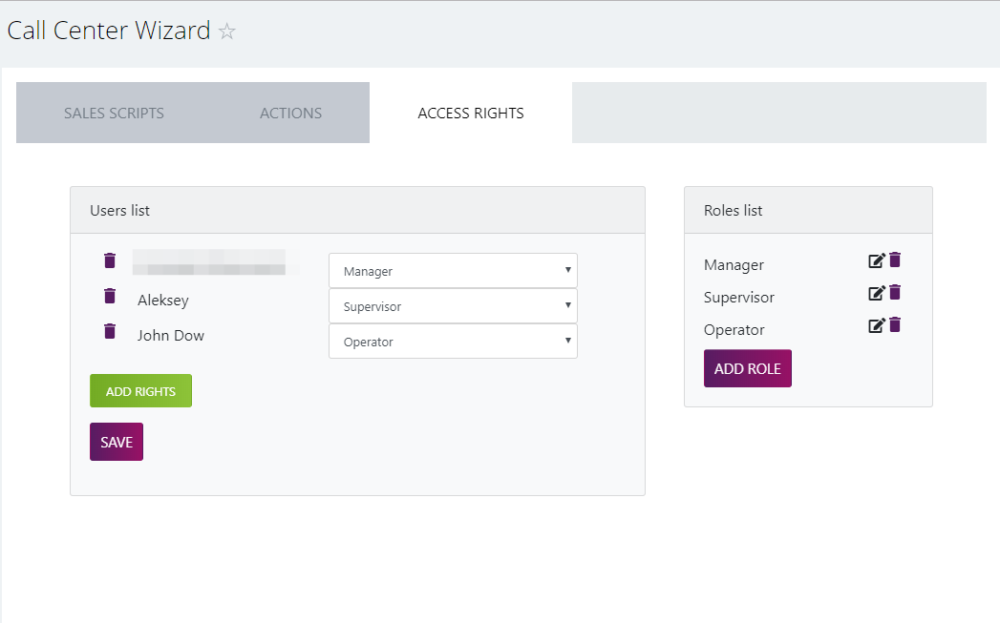 Call Center Wizard
SALES SCRIPTS ACTIONS ACCESS RIGHTS
Users list
Manager
Aleksey Supervisor
John Dow Operator
ADD RIGHTS
SAVE
Roles list
Manager
Supervisor
Operator
ADD ROLE